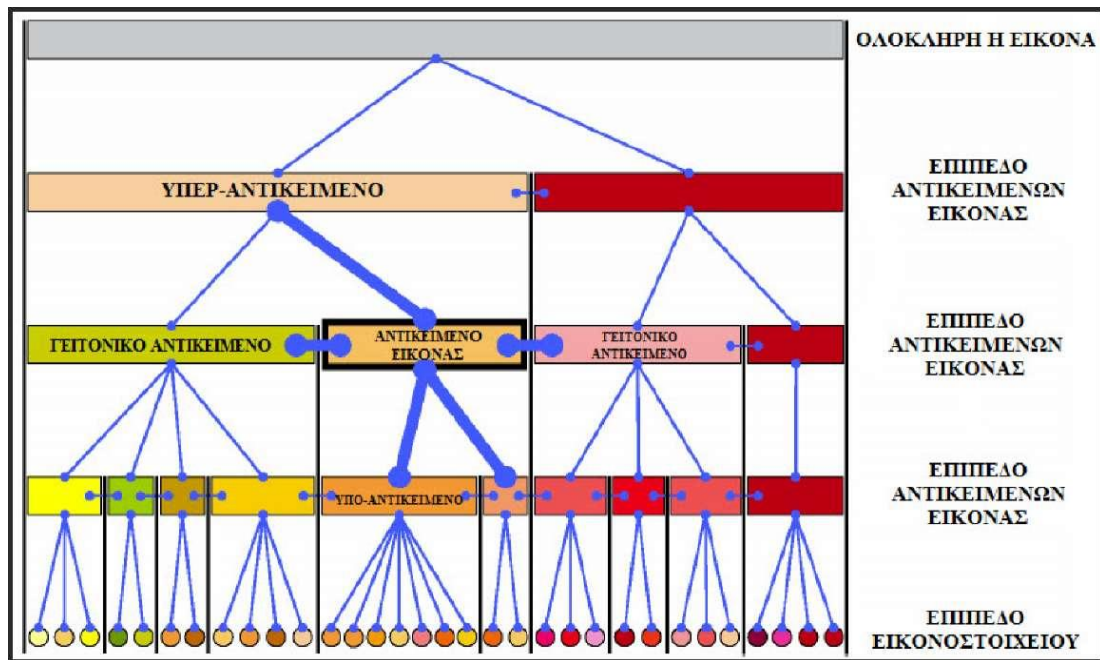 ΟΛΟΚΛΗΡΗ Η ΕΙΚΟΝΑ
ΥΠΕΡ-ΑΝΤΙΚΕΙΜΕΝΟ
ΕΠΙΠΕΔΟ
ΑΝΤΙΚΕΙΜΕΝΩΝ
ΕΙΚΟΝΑΣ
ΓΕΙΤΟΝΙΚΟ ΑΝΤΙΚΕΙΜΕΝΟ
ΑΝΤΙΚΕΙΜΕΝΟ
ΕΙΚΟΝΑΣ
ΓΕΙΤΟΝΙΚΟ
ΑΝΤΙΚΕΙΜΕΝΟ
ΕΠΙΠΕΔΟ
ΑΝΤΙΚΕΙΜΕΝΩΝ
ΕΙΚΟΝΑΣ
ΥΠΟ-ΑΝΤΙΚΕΙΜΕΝΟ
ΕΠΙΠΕΔΟ
ΑΝΤΙΚΕΙΜΕΝΩΝ
ΕΙΚΟΝΑΣ
ΕΠΙΠΕΔΟ
ΕΙΚΟΝΟΣΤΟΙΧΕΙΟΥ